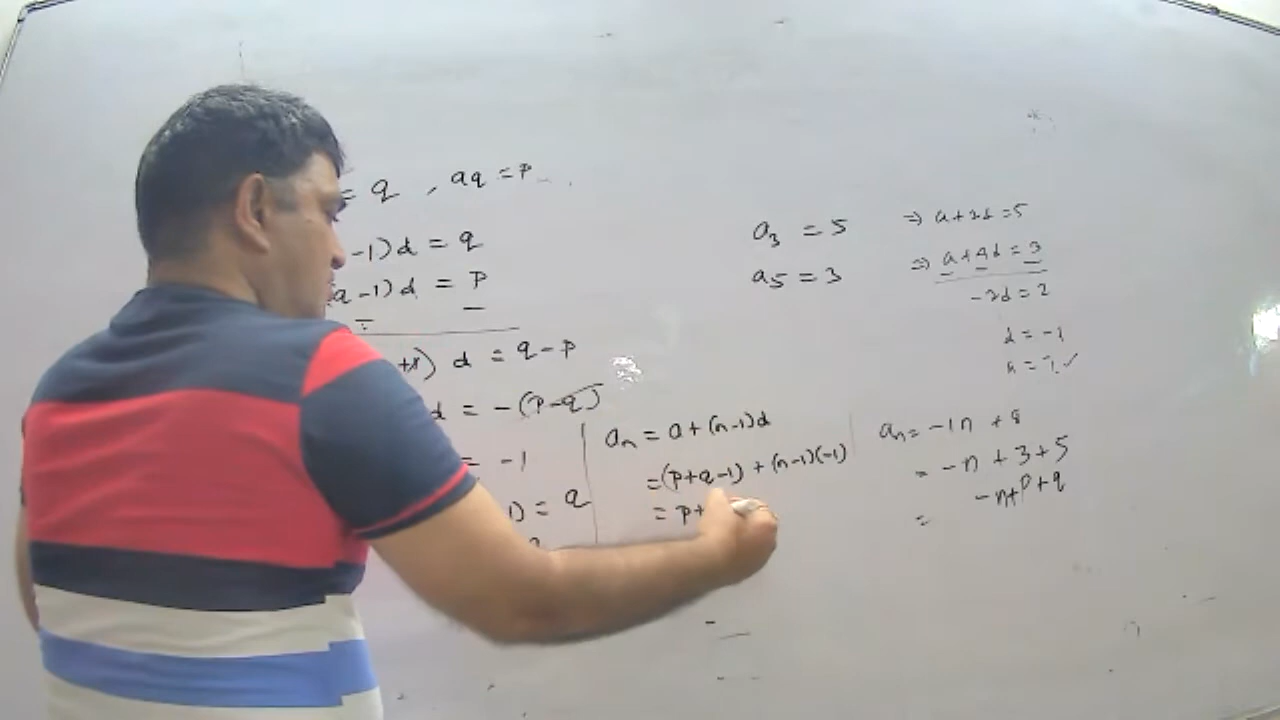 = q , aq = P
-1)d = q
q-1)d = P
d = q-P
d = -(P-q)
= -1
) = q
an = a+(n-1)d
=(p+q-1) + (n-1)(-1)
= p+
a3 = 5 ⇒ a+2d=5
a5 = 3 ⇒ a+4d=3
-2d=2
d = -1
a = 7 ✓
an = -1n + 8
= -n + 3+5
= -n+P+q